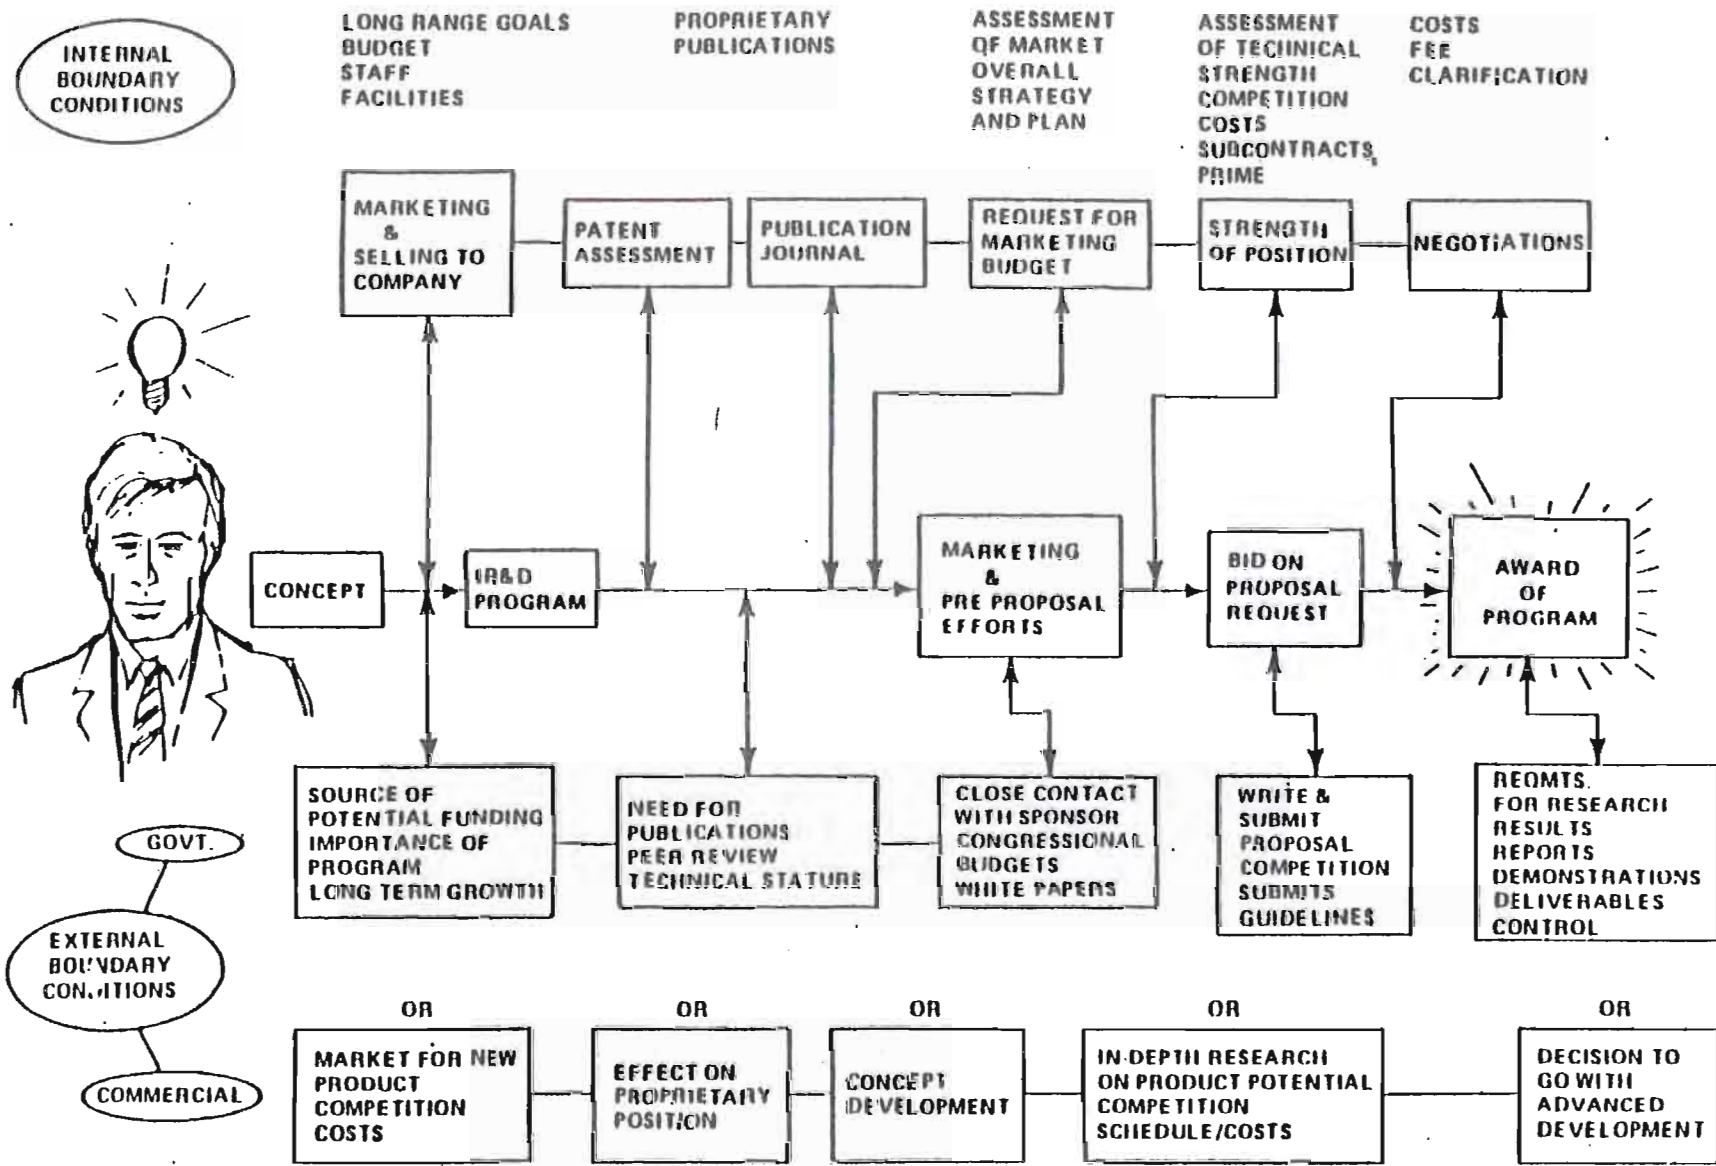 INTERNAL
BOUNDARY
CONDITIONS
LONG RANGE GOALS
BUDGET
STAFF
FACILITIES
PROPRIETARY
PUBLICATIONS
ASSESSMENT
OF MARKET
OVERALL
STRATEGY
AND PLAN
ASSESSMENT
OF TECHNICAL
STRENGTH
COMPETITION
COSTS
SUBCONTRACTS,
PRIME
COSTS
FEE
CLARIFICATION
MARKETING
&
SELLING TO
COMPANY
PATENT
ASSESSMENT
PUBLICATION
JOURNAL
REQUEST FOR
MARKETING
BUDGET
STRENGTH
OF POSITION
NEGOTIATIONS
CONCEPT
IR&D
PROGRAM
MARKETING
&
PRE PROPOSAL
EFFORTS
BID ON
PROPOSAL
REQUEST
AWARD
OF
PROGRAM
GOVT.
EXTERNAL
BOUNDARY
CONDITIONS
COMMERCIAL
SOURCE OF
POTENTIAL FUNDING
IMPORTANCE OF
PROGRAM
LONG TERM GROWTH
NEED FOR
PUBLICATIONS
PEER REVIEW
TECHNICAL STATURE
CLOSE CONTACT
WITH SPONSOR
CONGRESSIONAL
BUDGETS
WHITE PAPERS
WRITE &
SUBMIT
PROPOSAL
COMPETITION
SUBMITS
GUIDELINES
REQMTS.
FOR RESEARCH
RESULTS
REPORTS
DEMONSTRATIONS
DELIVERABLES
CONTROL
OR
OR
OR
OR
OR
MARKET FOR NEW
PRODUCT
COMPETITION
COSTS
EFFECT ON
PROPRIETARY
POSITION
CONCEPT
DEVELOPMENT
IN-DEPTH RESEARCH
ON PRODUCT POTENTIAL
COMPETITION
SCHEDULE/COSTS
DECISION TO
GO WITH
ADVANCED
DEVELOPMENT